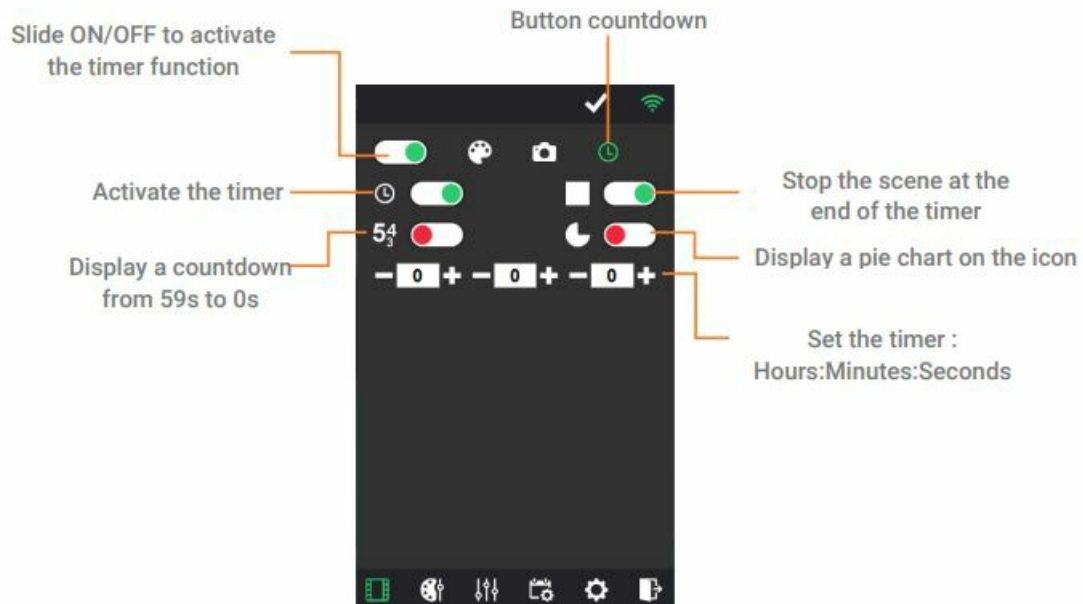 Button countdown
Slide ON/OFF to activate
the timer function
Activate the timer
Stop the scene at the
end of the timer
543
Display a countdown
from 59s to 0s
Display a pie chart on the icon
0 0 0
Set the timer :
Hours:Minutes:Seconds